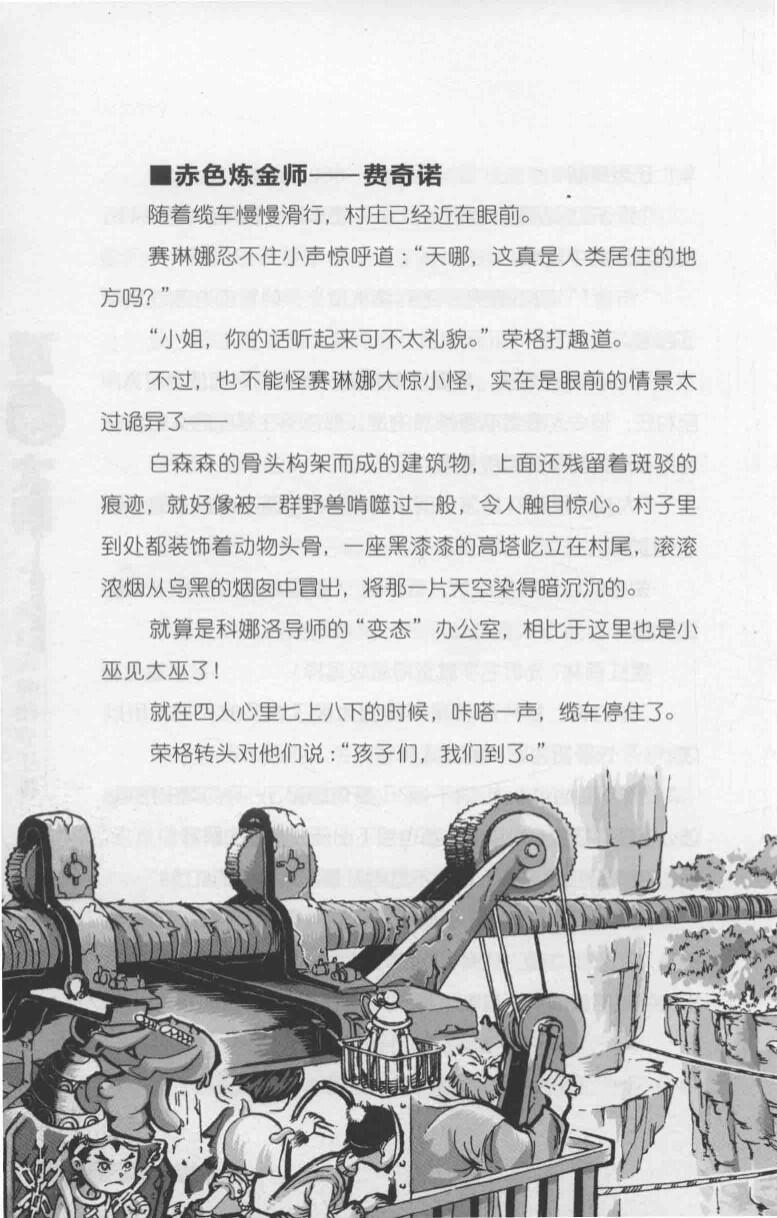 ■赤色炼金师——费奇诺
随着缆车慢慢滑行，村庄已经近在眼前。
赛琳娜忍不住小声惊呼道：“天哪，这真是人类居住的地
方吗？”
“小姐，你的话听起来可不太礼貌。”荣格打趣道。
不过，也不能怪赛琳娜大惊小怪，实在是眼前的情景太
过诡异了……
白森森的骨头构架而成的建筑物，上面还残留着斑驳的
痕迹，就好像被一群野兽啃噬过一般，令人触目惊心。村子里
到处都装饰着动物头骨，一座黑漆漆的高塔屹立在村尾，滚滚
浓烟从乌黑的烟囱中冒出，将那一片天空染得暗沉沉的。
就算是科娜洛导师的“变态”办公室，相比于这里也是小
巫见大巫了！
就在四人心里七上八下的时候，咔嗒一声，缆车停住了。
荣格转头对他们说：“孩子们，我们到了。”